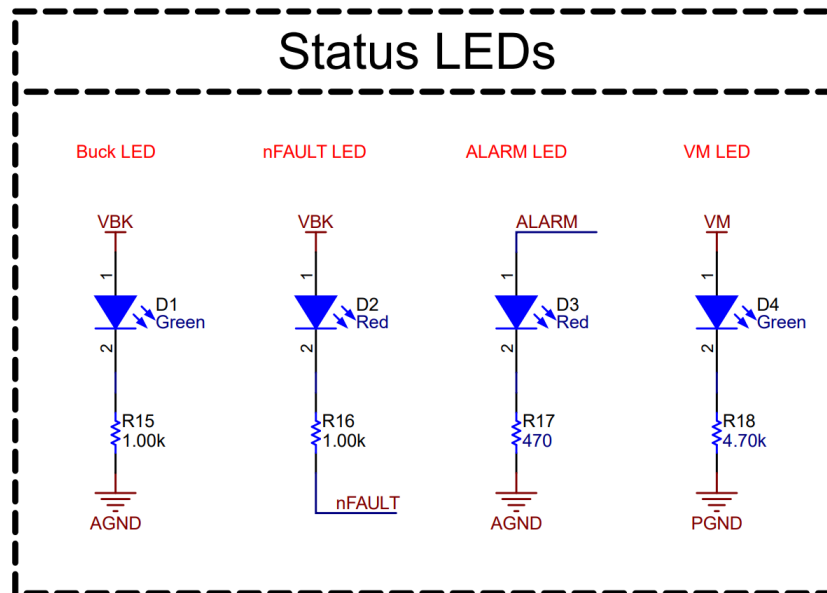 Status LEDs
Buck LED
nFAULT LED
ALARM LED
VM LED
VBK
1
D1
Green
2
R15
1.00k
AGND
VBK
1
D2
Red
2
R16
1.00k
nFAULT
ALARM
1
D3
Red
2
R17
470
AGND
VM
1
D4
Green
2
R18
4.70k
PGND